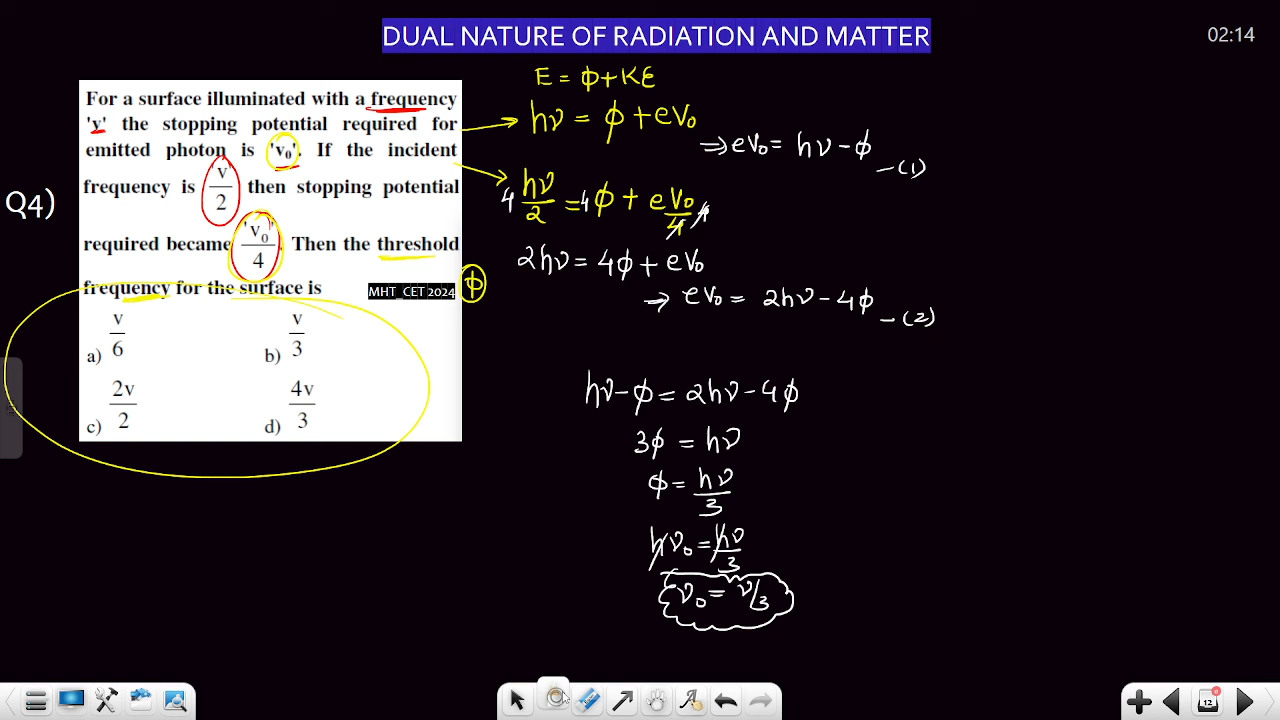 DUAL NATURE OF RADIATION AND MATTER
02:14
Q4)
For a surface illuminated with a frequency
'y' the stopping potential required for
emitted photon is 'v₀'. If the incident
frequency is 'v/2 then stopping potential
required became 'v₀'/4. Then the threshold
frequency for the surface is
MHT_CET 2024
ϕ
a) v/6
b) v/3
c) 2v/2
d) 4v/3
E = ϕ + KE
hν = ϕ + eV₀
⇒ eV₀ = hν - ϕ -(1)
4 hν/2 = 4ϕ + eV₀/4 4
2hν = 4ϕ + eV₀
⇒ eV₀ = 2hν - 4ϕ -(2)
hν - ϕ = 2hν - 4ϕ
3ϕ = hν
ϕ = hν/3
hν₀ = hν/3
ν₀ = ν/3
12